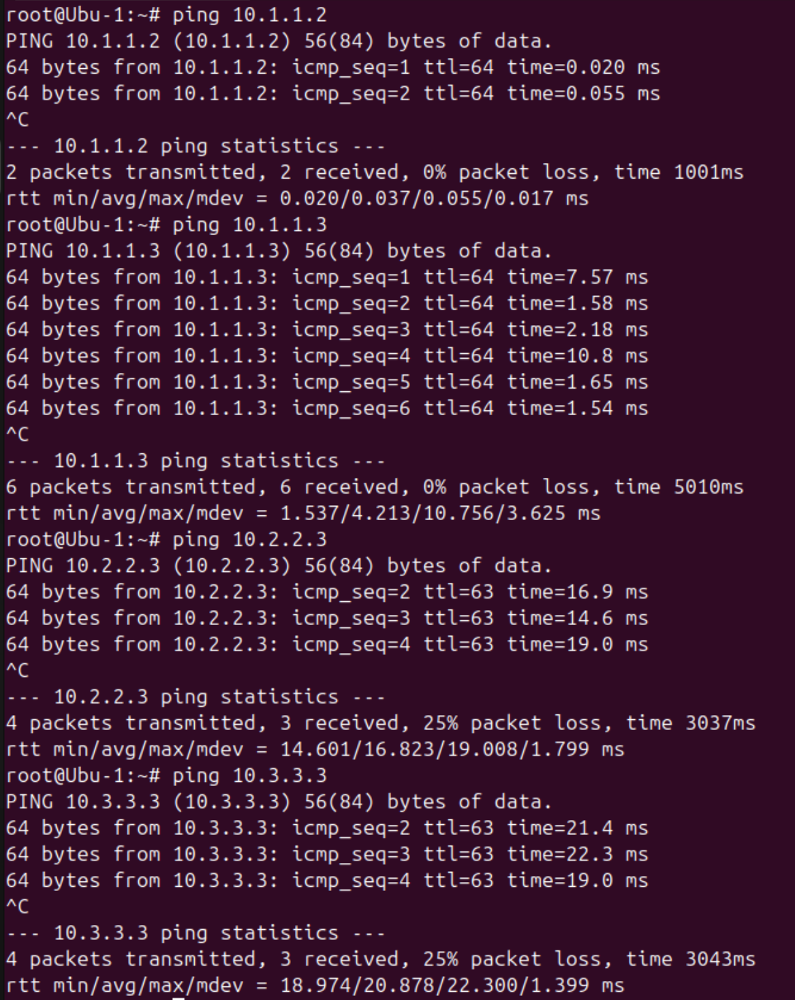 root@Ubu-1:~# ping 10.1.1.2
PING 10.1.1.2 (10.1.1.2) 56(84) bytes of data.
64 bytes from 10.1.1.2: icmp_seq=1 ttl=64 time=0.020 ms
64 bytes from 10.1.1.2: icmp_seq=2 ttl=64 time=0.055 ms
^C
--- 10.1.1.2 ping statistics ---
2 packets transmitted, 2 received, 0% packet loss, time 1001ms
rtt min/avg/max/mdev = 0.020/0.037/0.055/0.017 ms
root@Ubu-1:~# ping 10.1.1.3
PING 10.1.1.3 (10.1.1.3) 56(84) bytes of data.
64 bytes from 10.1.1.3: icmp_seq=1 ttl=64 time=7.57 ms
64 bytes from 10.1.1.3: icmp_seq=2 ttl=64 time=1.58 ms
64 bytes from 10.1.1.3: icmp_seq=3 ttl=64 time=2.18 ms
64 bytes from 10.1.1.3: icmp_seq=4 ttl=64 time=10.8 ms
64 bytes from 10.1.1.3: icmp_seq=5 ttl=64 time=1.65 ms
64 bytes from 10.1.1.3: icmp_seq=6 ttl=64 time=1.54 ms
^C
--- 10.1.1.3 ping statistics ---
6 packets transmitted, 6 received, 0% packet loss, time 5010ms
rtt min/avg/max/mdev = 1.537/4.213/10.756/3.625 ms
root@Ubu-1:~# ping 10.2.2.3
PING 10.2.2.3 (10.2.2.3) 56(84) bytes of data.
64 bytes from 10.2.2.3: icmp_seq=2 ttl=63 time=16.9 ms
64 bytes from 10.2.2.3: icmp_seq=3 ttl=63 time=14.6 ms
64 bytes from 10.2.2.3: icmp_seq=4 ttl=63 time=19.0 ms
^C
--- 10.2.2.3 ping statistics ---
4 packets transmitted, 3 received, 25% packet loss, time 3037ms
rtt min/avg/max/mdev = 14.601/16.823/19.008/1.799 ms
root@Ubu-1:~# ping 10.3.3.3
PING 10.3.3.3 (10.3.3.3) 56(84) bytes of data.
64 bytes from 10.3.3.3: icmp_seq=2 ttl=63 time=21.4 ms
64 bytes from 10.3.3.3: icmp_seq=3 ttl=63 time=22.3 ms
64 bytes from 10.3.3.3: icmp_seq=4 ttl=63 time=19.0 ms
^C
--- 10.3.3.3 ping statistics ---
4 packets transmitted, 3 received, 25% packet loss, time 3043ms
rtt min/avg/max/mdev = 18.974/20.878/22.300/1.399 ms